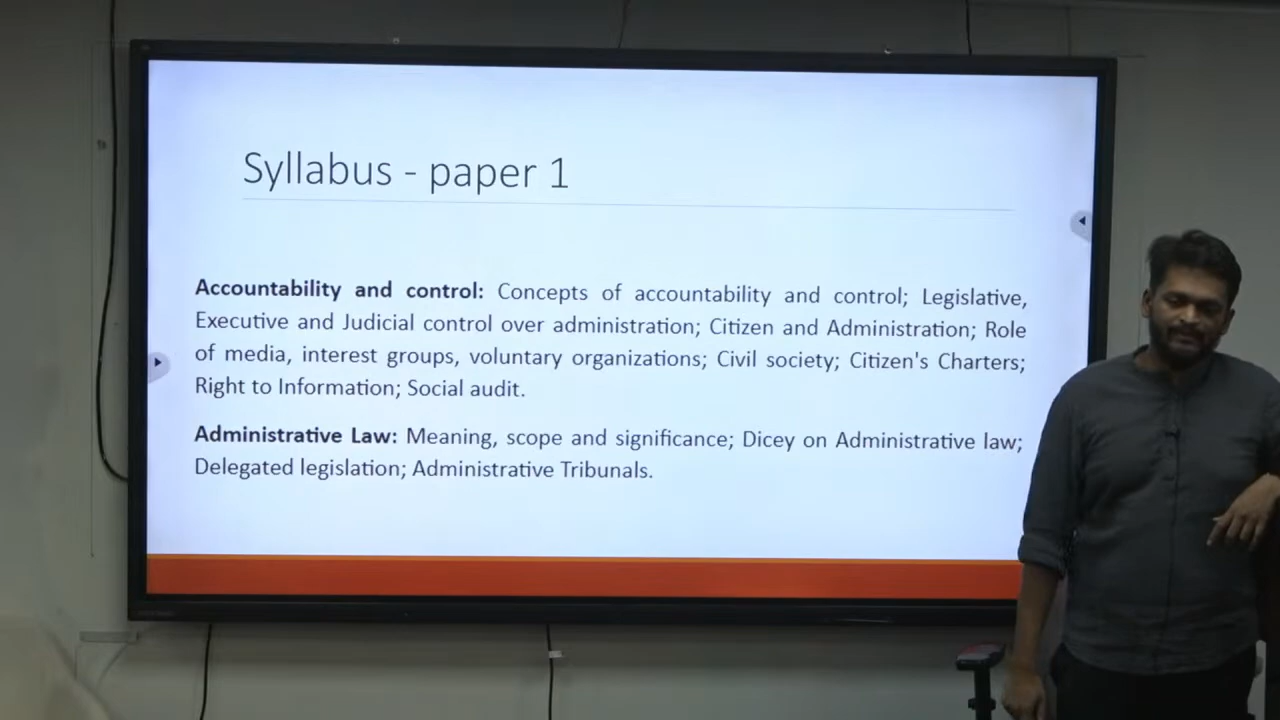 Syllabus - paper 1
Accountability and control: Concepts of accountability and control; Legislative,
Executive and Judicial control over administration; Citizen and Administration; Role
of media, interest groups, voluntary organizations; Civil society; Citizen's Charters;
Right to Information; Social audit.
Administrative Law: Meaning, scope and significance; Dicey on Administrative law;
Delegated legislation; Administrative Tribunals.